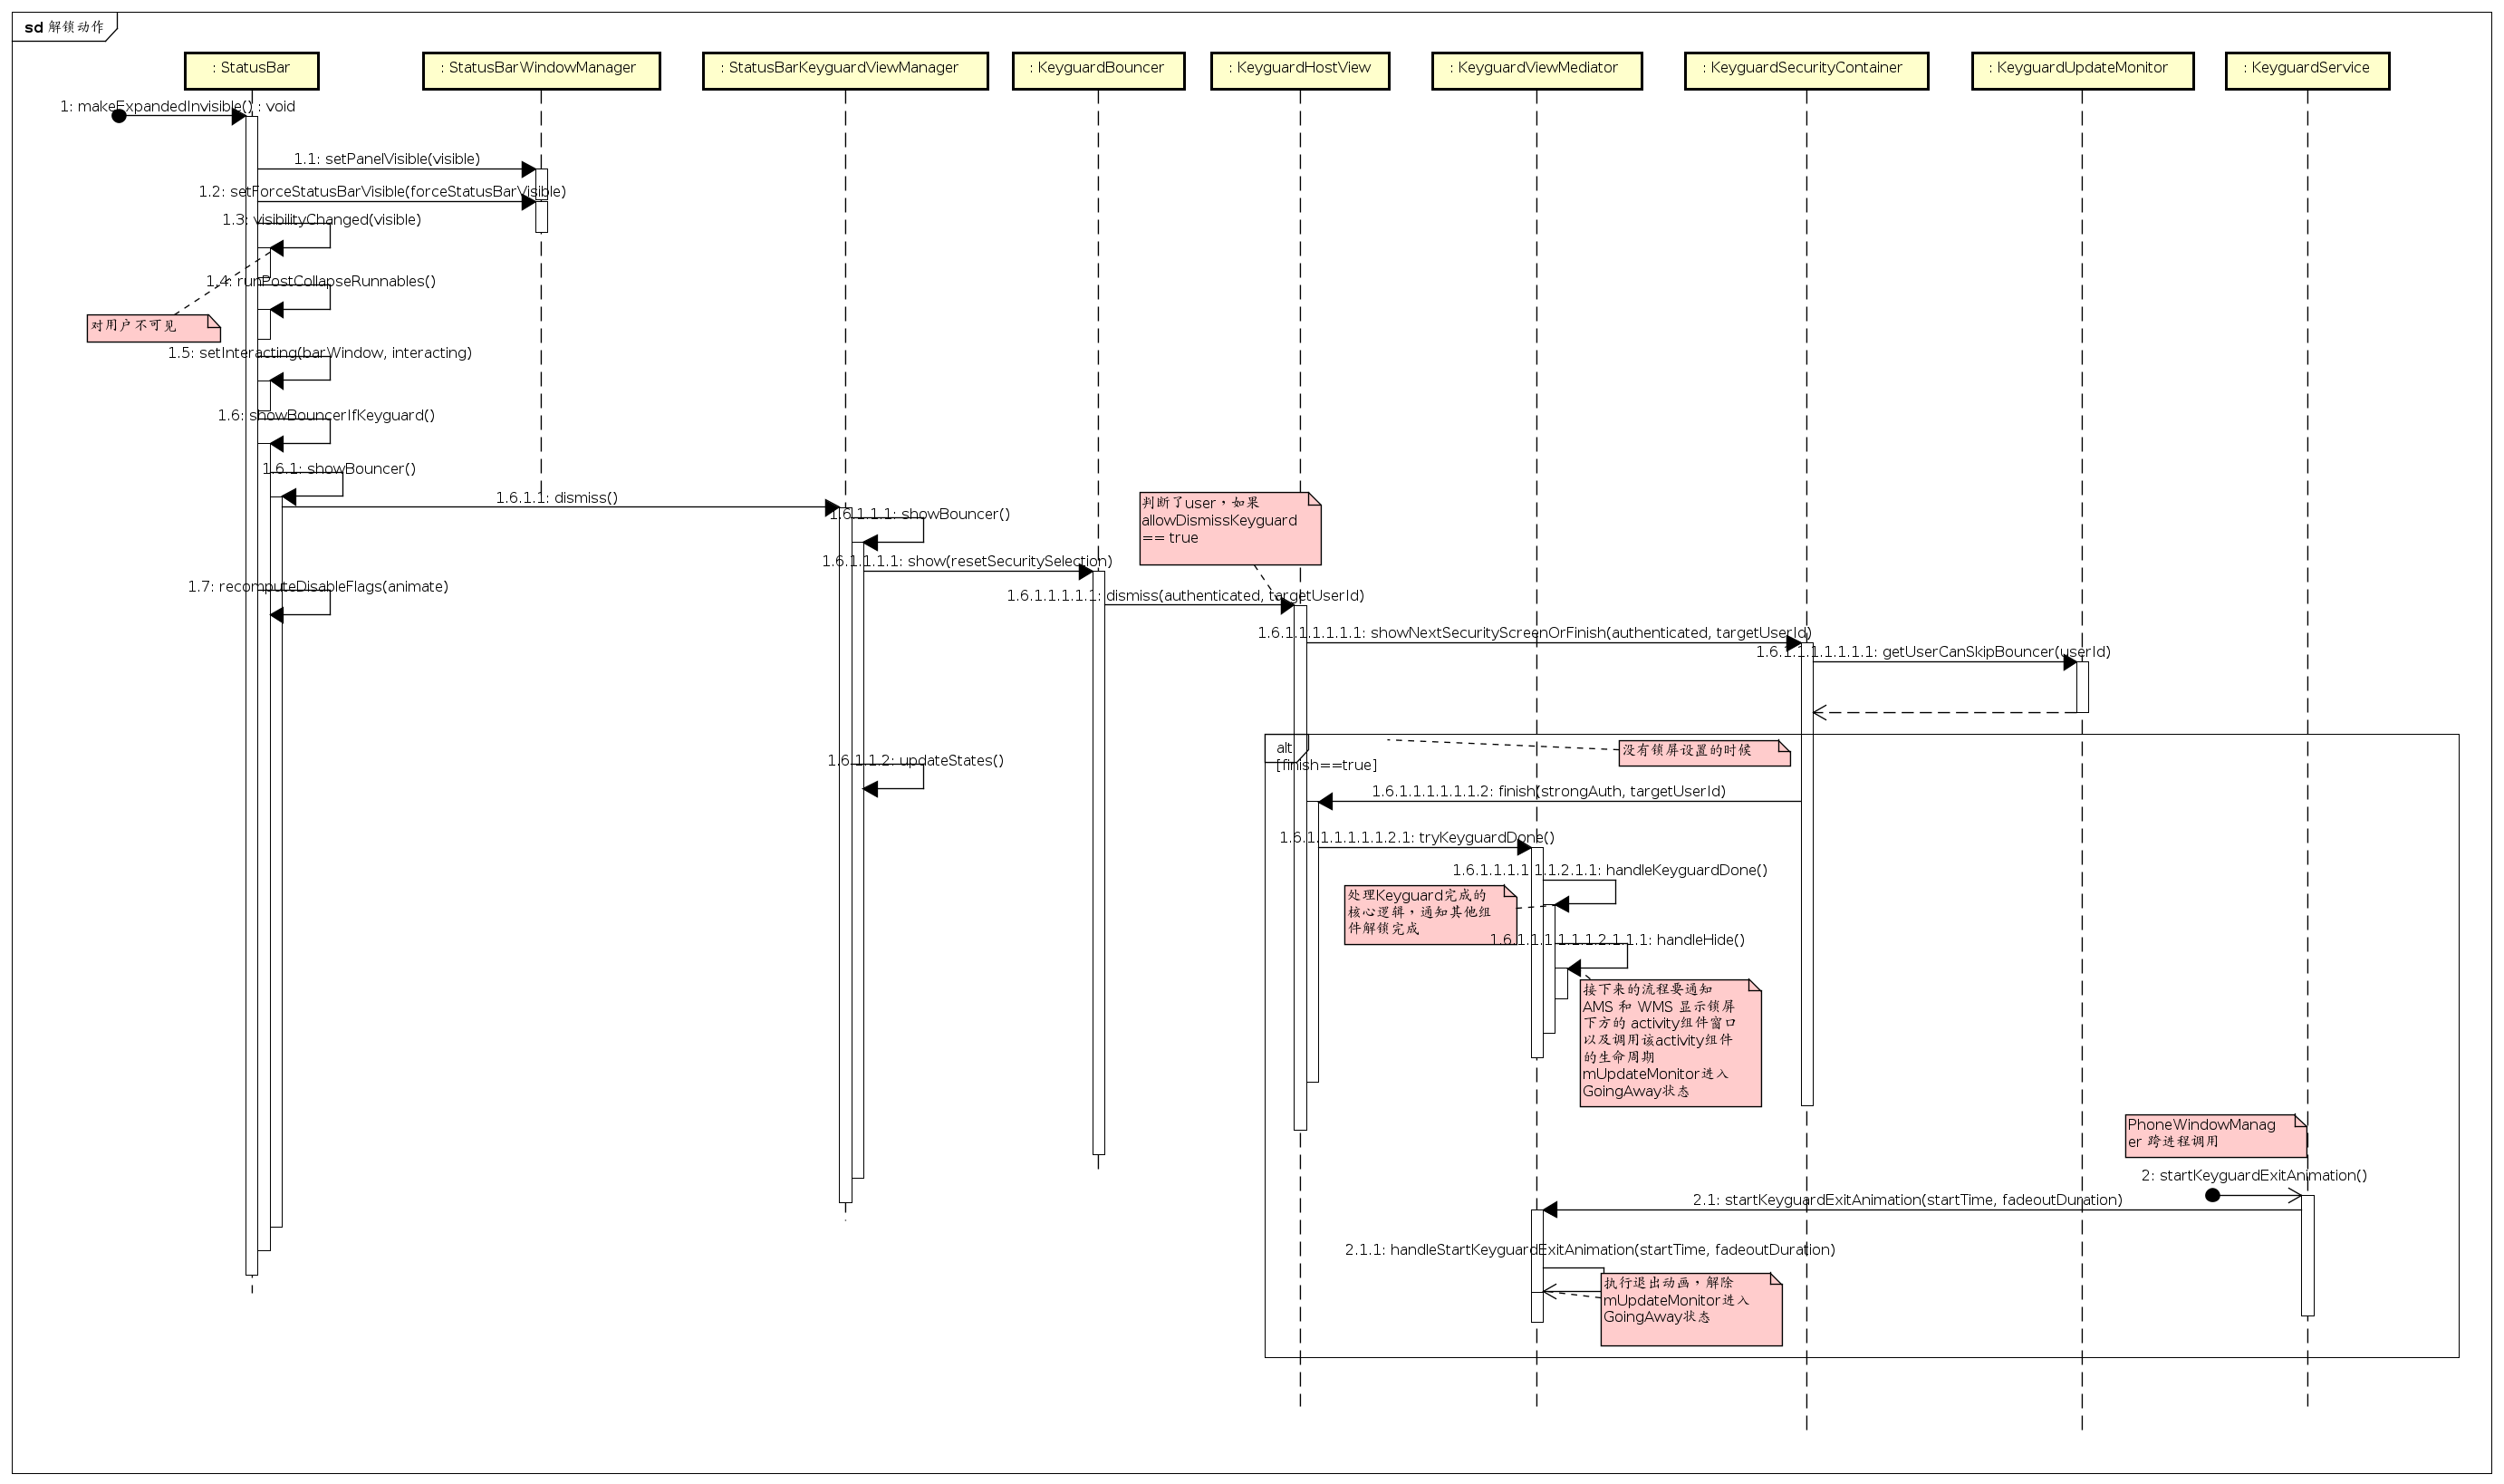 sd 解锁动作
: StatusBar
: StatusBarWindowManager
: StatusBarKeyguardViewManager
: KeyguardBouncer
: KeyguardHostView
: KeyguardViewMediator
: KeyguardSecurityContainer
: KeyguardUpdateMonitor
: KeyguardService
1: makeExpandedInvisible() : void
1.1: setPanelVisible(visible)
1.2: setForceStatusBarVisible(forceStatusBarVisible)
1.3: visibilityChanged(visible)
1.4: runPostCollapseRunnables()
对用户不可见
1.5: setInteracting(barWindow, interacting)
1.6: showBouncerIfKeyguard()
1.6.1: showBouncer()
1.6.1.1: dismiss()
1.6.1.1.1: showBouncer()
判断了user，如果
allowDismissKeyguard
== true
1.6.1.1.1.1: show(resetSecuritySelection)
1.7: recomputeDisableFlags(animate)
1.6.1.1.1.1.1: dismiss(authenticated, targetUserId)
1.6.1.1.1.1.1.1: showNextSecurityScreenOrFinish(authenticated, targetUserId)
1.6.1.1.1.1.1.1.1: getUserCanSkipBouncer(userId)
alt
[finish==true]
没有锁屏设置的时候
1.6.1.1.2: updateStates()
1.6.1.1.1.1.1.1.2: finish(strongAuth, targetUserId)
1.6.1.1.1.1.1.1.2.1: tryKeyguardDone()
1.6.1.1.1.1.1.1.2.1.1: handleKeyguardDone()
处理Keyguard完成的
核心逻辑，通知其他组
件解锁完成
1.6.1.1.1.1.1.1.2.1.1.1: handleHide()
接下来的流程要通知
AMS 和 WMS 显示锁屏
下方的 activity组件窗口
以及调用该activity组件
的生命周期
mUpdateMonitor进入
GoingAway状态
PhoneWindowManag
er 跨进程调用
2: startKeyguardExitAnimation()
2.1: startKeyguardExitAnimation(startTime, fadeoutDuration)
2.1.1: handleStartKeyguardExitAnimation(startTime, fadeoutDuration)
执行退出动画，解除
mUpdateMonitor进入
GoingAway状态